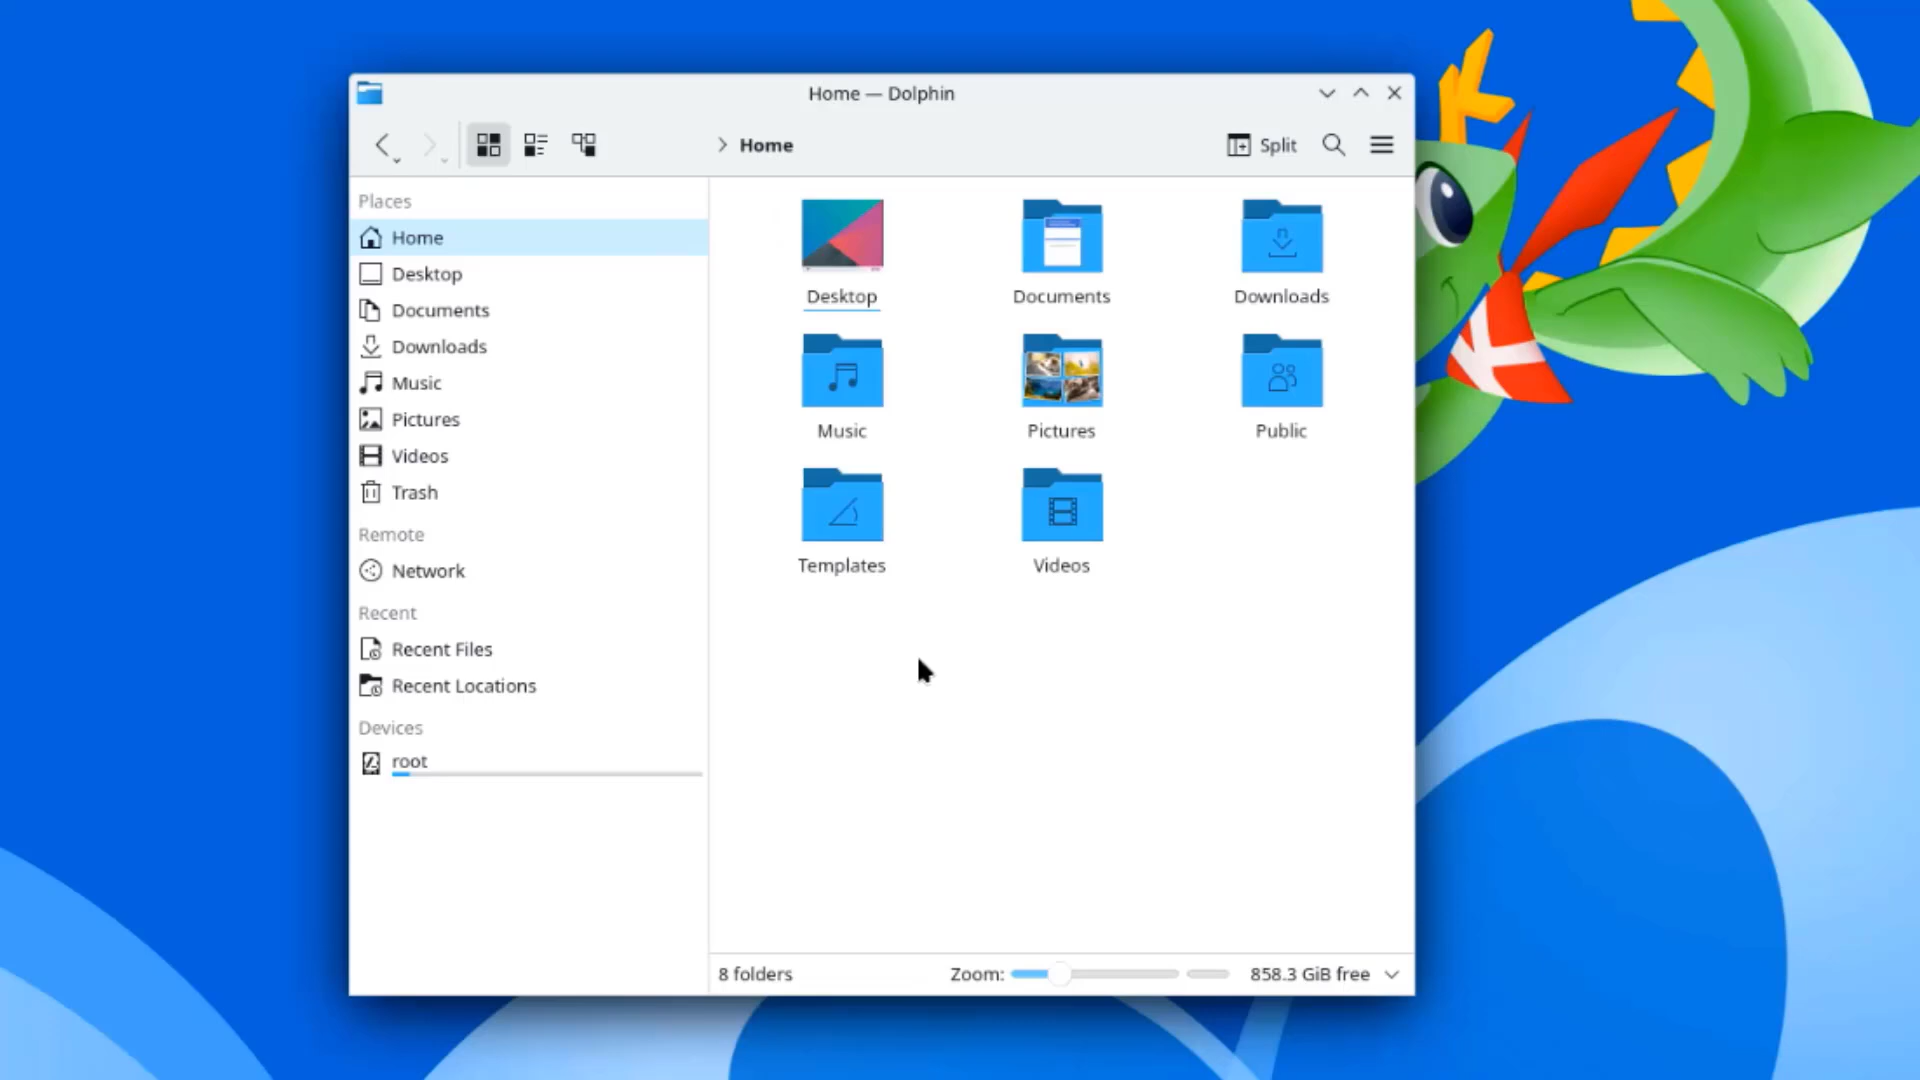 Home — Dolphin
Home
Split
Places
Home
Desktop
Documents
Downloads
Music
Pictures
Videos
Trash
Remote
Network
Recent
Recent Files
Recent Locations
Devices
root
Desktop
Documents
Downloads
Music
Pictures
Public
Templates
Videos
8 folders
Zoom:
858.3 GiB free